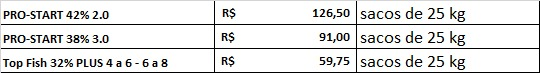 PRO-START 42% 2.0 R$ 126,50 sacos de 25 kg
PRO-START 38% 3.0 R$ 91,00 sacos de 25 kg
Top Fish 32% PLUS 4 a 6 - 6 a 8 R$ 59,75 sacos de 25 kg